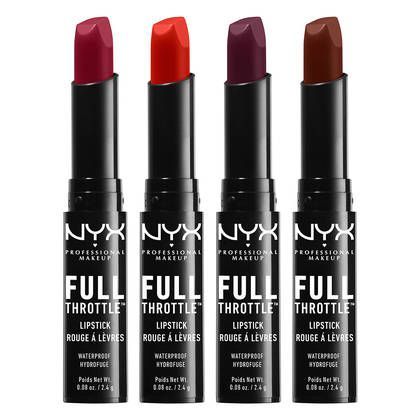 NYX
PROFESSIONAL
MAKEUP
FULL
THROTTLE™
LIPSTICK
ROUGE Á LÈVRES
WATERPROOF
HYDROFUGE
Poids Net Wt.
0.08 oz. / 2.4 g
NYX
PROFESSIONAL
MAKEUP
FULL
THROTTLE™
LIPSTICK
ROUGE Á LÈVRES
WATERPROOF
HYDROFUGE
Poids Net Wt.
0.08 oz. / 2.4 g
NYX
PROFESSIONAL
MAKEUP
FULL
THROTTLE™
LIPSTICK
ROUGE Á LÈVRES
WATERPROOF
HYDROFUGE
Poids Net Wt.
0.08 oz. / 2.4 g
NYX
PROFESSIONAL
MAKEUP
FULL
THROTTLE™
LIPSTICK
ROUGE Á LÈVRES
WATERPROOF
HYDROFUGE
Poids Net Wt.
0.08 oz. / 2.4 g